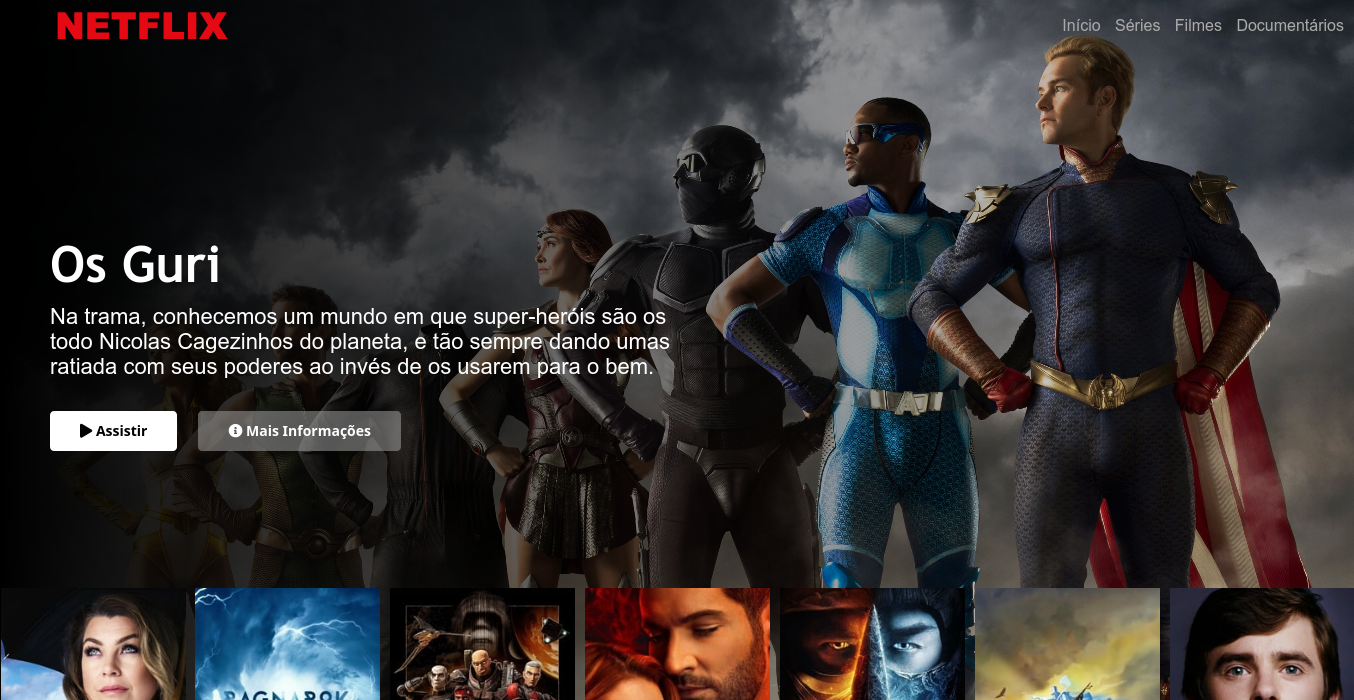 NETFLIX
Início Séries Filmes Documentários
Os Guri
Na trama, conhecemos um mundo em que super-heróis são os
todo Nicolas Cagezinhos do planeta, e tão sempre dando umas
ratiada com seus poderes ao invés de os usarem para o bem.
Assistir
Mais Informações
RAGNAROK
A